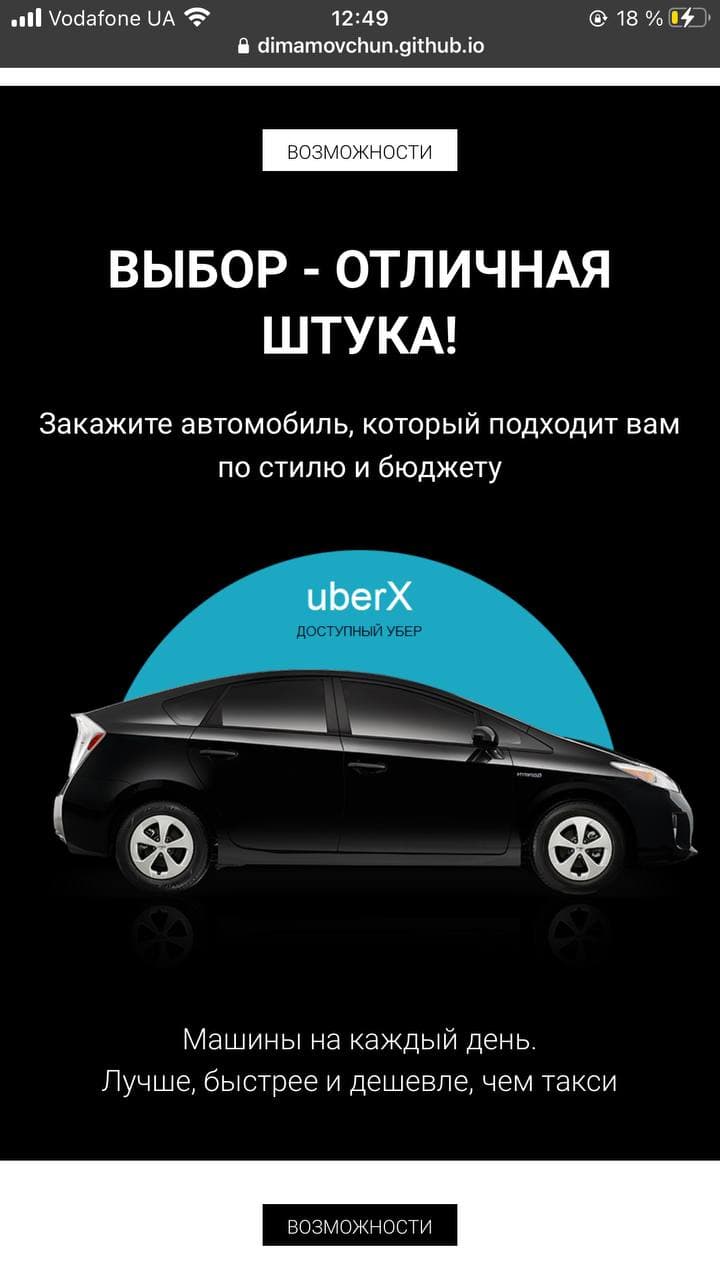 Vodafone UA 12:49 18 %
dimamovchun.github.io
ВОЗМОЖНОСТИ
ВЫБОР - ОТЛИЧНАЯ
ШТУКА!
Закажите автомобиль, который подходит вам
по стилю и бюджету
uberX
ДОСТУПНЫЙ УБЕР
HYBRID
Машины на каждый день.
Лучше, быстрее и дешевле, чем такси
ВОЗМОЖНОСТИ